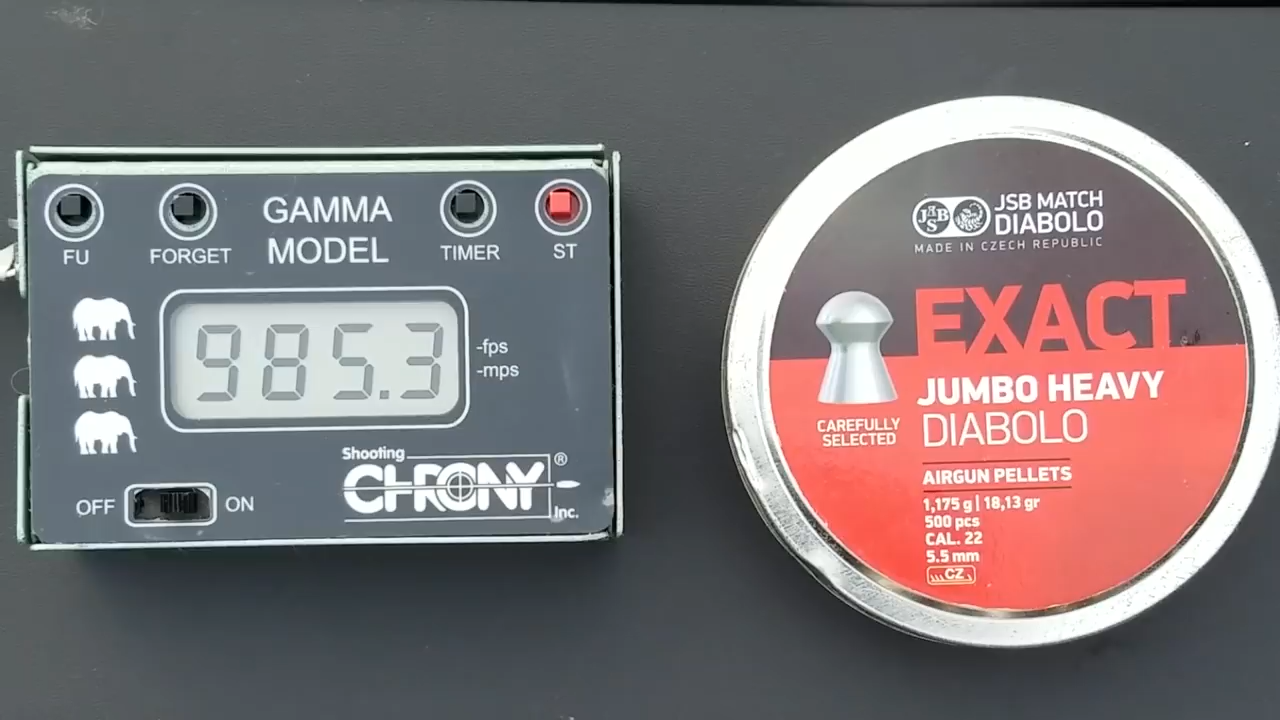 FU
FORGET
GAMMA
MODEL
TIMER
ST
985.3
-fps
-mps
OFF
ON
Shooting
CHRONY®
Inc.
JSB
JSB MATCH
DIABOLO
MADE IN CZECH REPUBLIC
EXACT
JUMBO HEAVY
DIABOLO
CAREFULLY
SELECTED
AIRGUN PELLETS
1,175 g | 18,13 gr
500 pcs
CAL. 22
5.5 mm
CZ